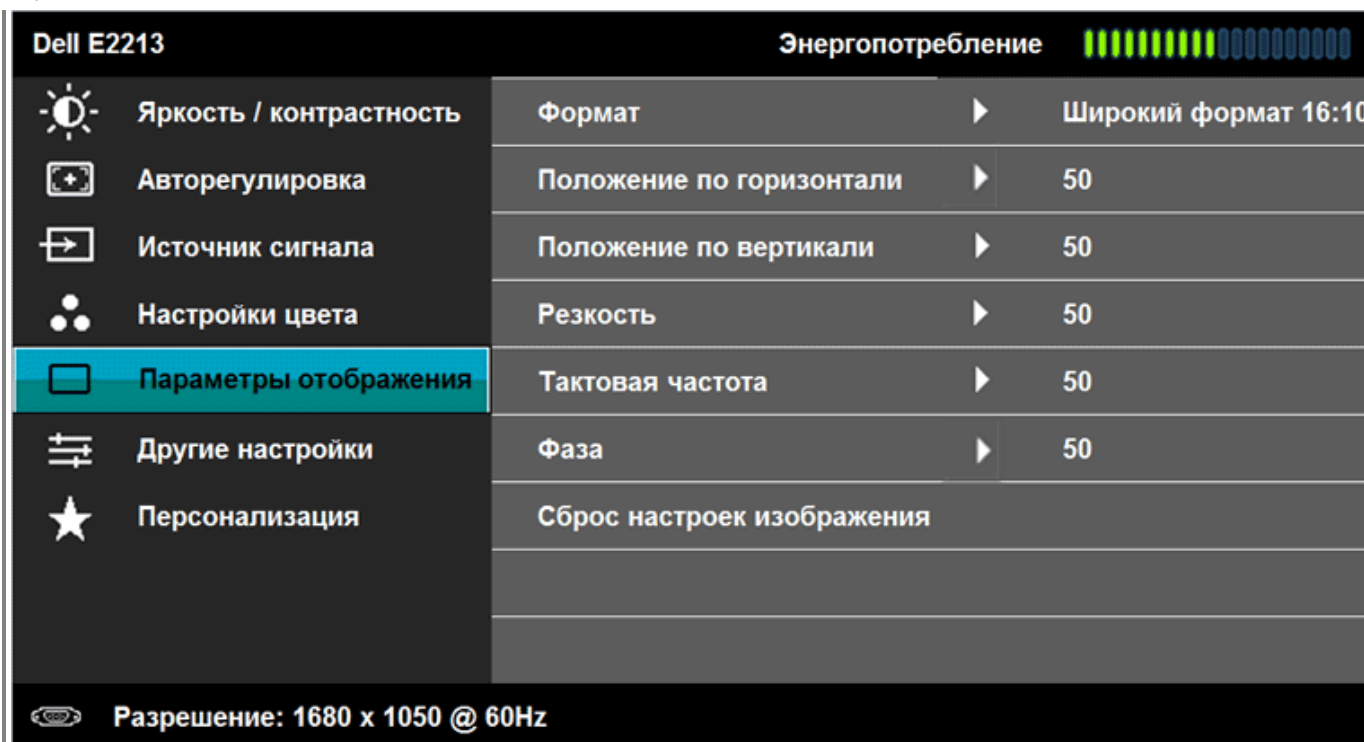 Dell E2213 Энергопотребление
Яркость / контрастность Формат Широкий формат 16:10
Авторегулировка Положение по горизонтали 50
Источник сигнала Положение по вертикали 50
Настройки цвета Резкость 50
Параметры отображения Тактовая частота 50
Другие настройки Фаза 50
Персонализация Сброс настроек изображения
Разрешение: 1680 x 1050 @ 60Hz